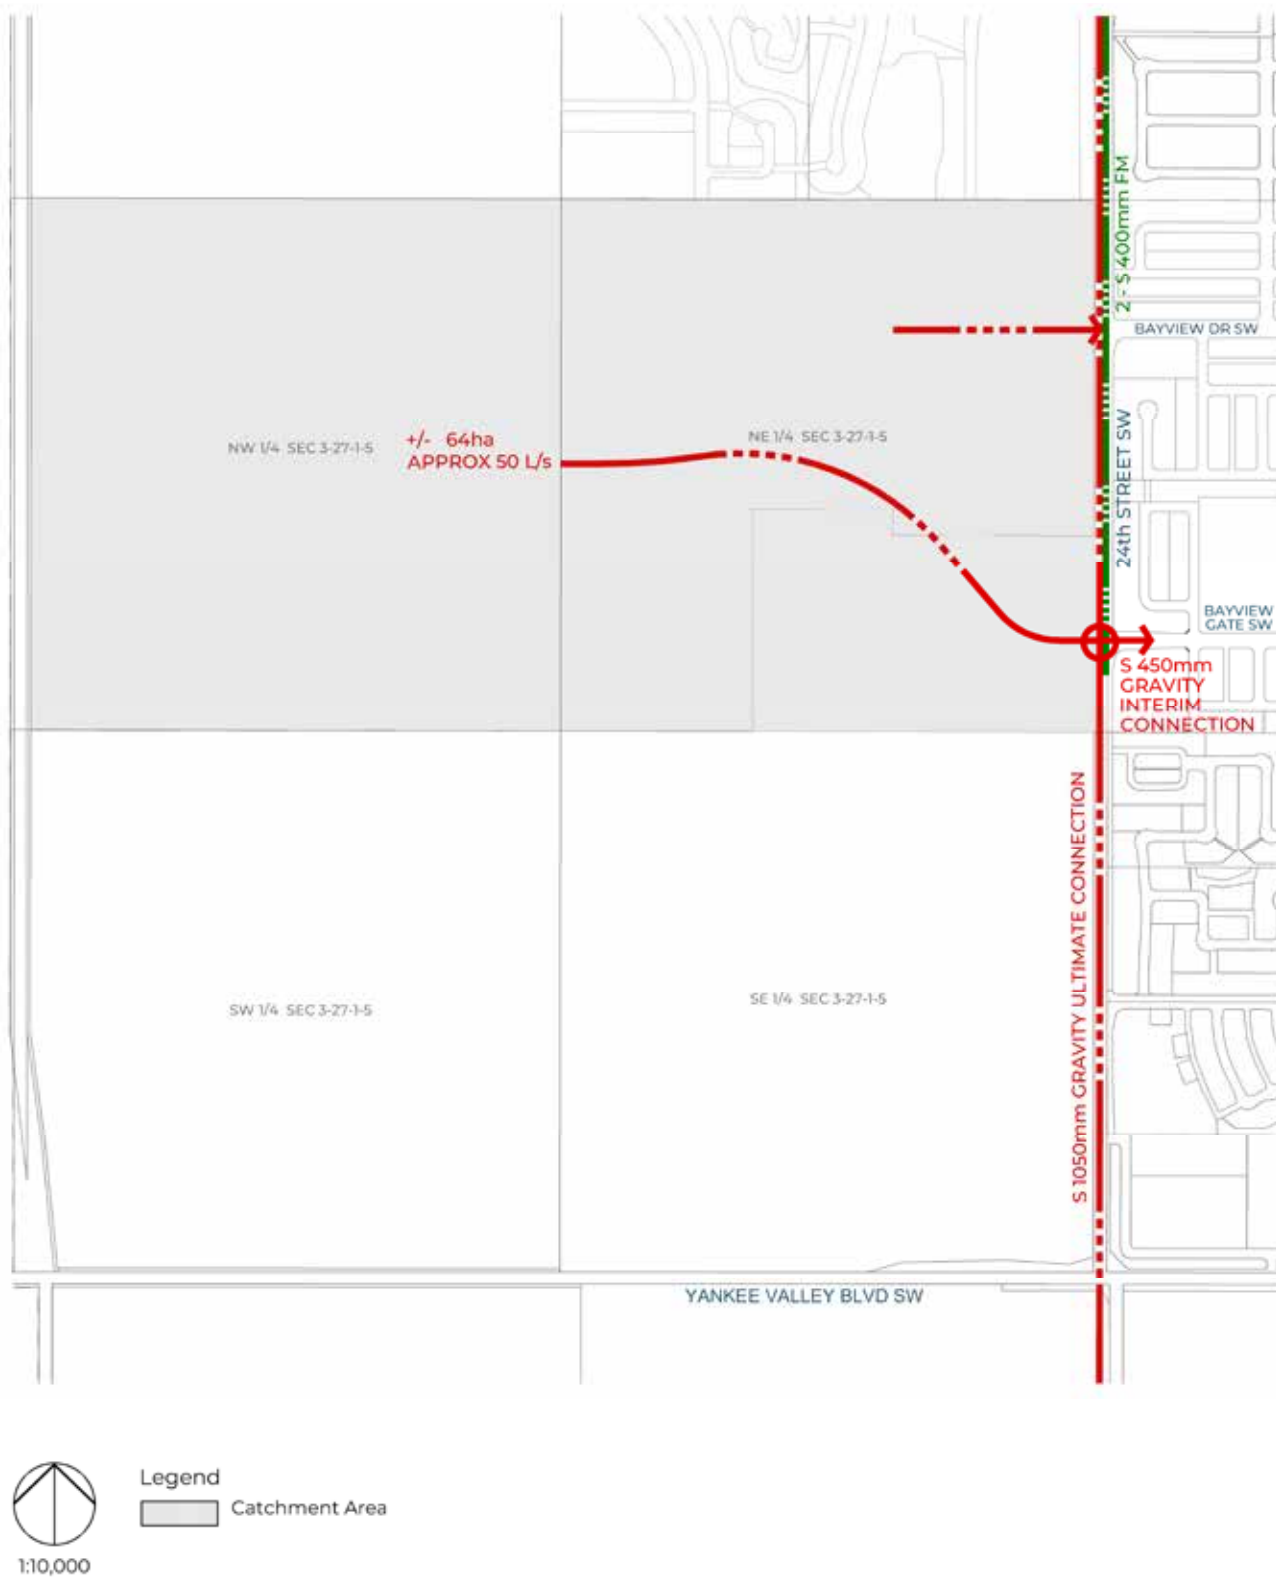 2 - S 400mm FM
BAYVIEW DR SW
NW 1/4 SEC 3-27-1-5
+/- 64ha
APPROX 50 L/s
NE 1/4 SEC 3-27-1-5
24th STREET SW
BAYVIEW
GATE SW
S 450mm
GRAVITY
INTERIM
CONNECTION
S 1050mm GRAVITY ULTIMATE CONNECTION
SW 1/4 SEC 3-27-1-5
SE 1/4 SEC 3-27-1-5
YANKEE VALLEY BLVD SW
Legend
Catchment Area
1:10,000